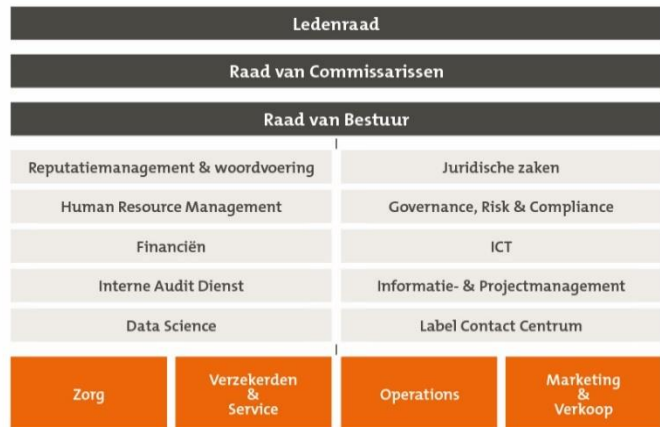 Ledenraad
Raad van Commissarissen
Raad van Bestuur
Reputatiemanagement & woordvoering
Juridische zaken
Human Resource Management
Governance, Risk & Compliance
Financiën
ICT
Interne Audit Dienst
Informatie- & Projectmanagement
Data Science
Label Contact Centrum
Zorg
Verzekerden
&
Service
Operations
Marketing
&
Verkoop